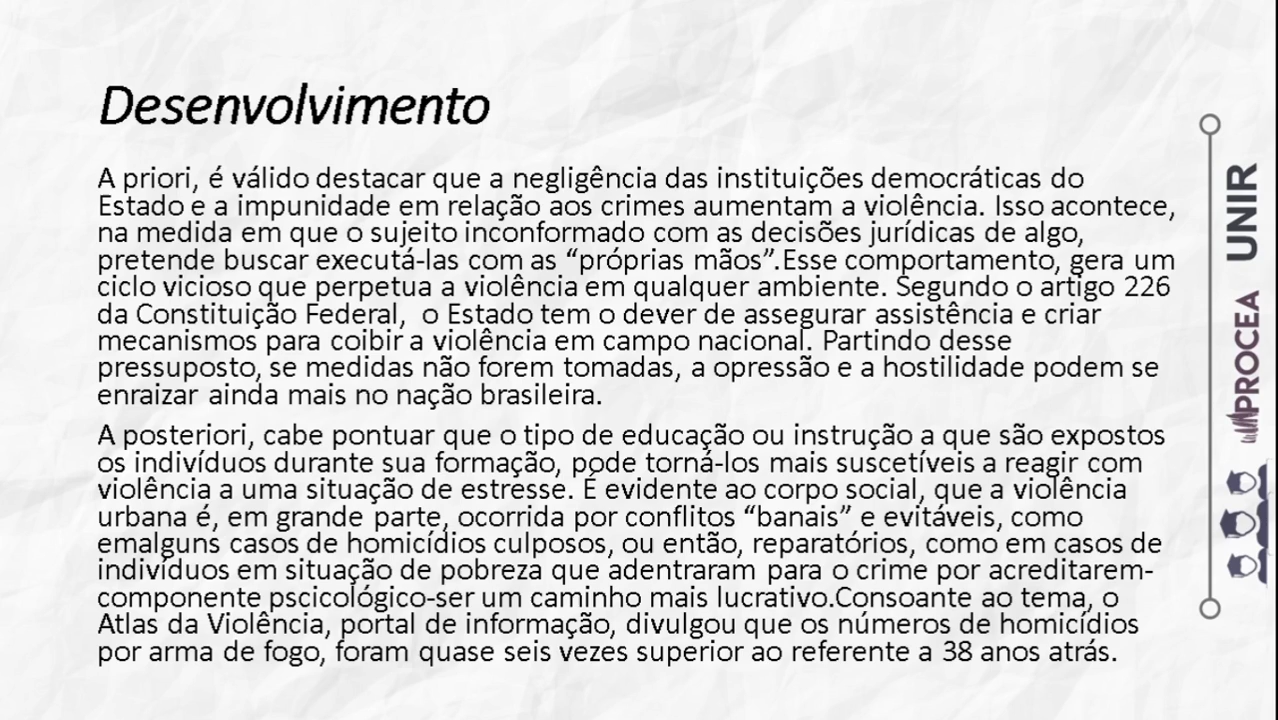 Desenvolvimento
A priori, é válido destacar que a negligência das instituições democráticas do
Estado e a impunidade em relação aos crimes aumentam a violência. Isso acontece,
na medida em que o sujeito inconformado com as decisões jurídicas de algo,
pretende buscar executá-las com as “próprias mãos”.Esse comportamento, gera um
ciclo vicioso que perpetua a violência em qualquer ambiente. Segundo o artigo 226
da Constituição Federal,  o Estado tem o dever de assegurar assistência e criar
mecanismos para coibir a violência em campo nacional. Partindo desse
pressuposto, se medidas não forem tomadas, a opressão e a hostilidade podem se
enraizar ainda mais no nação brasileira.
A posteriori, cabe pontuar que o tipo de educação ou instrução a que são expostos
os indivíduos durante sua formação, pode torná-los mais suscetíveis a reagir com
violência a uma situação de estresse. É evidente ao corpo social, que a violência
urbana é, em grande parte, ocorrida por conflitos “banais” e evitáveis, como
emalguns casos de homicídios culposos, ou então, reparatórios, como em casos de
indivíduos em situação de pobreza que adentraram para o crime por acreditarem-
componente pscicológico-ser um caminho mais lucrativo.Consoante ao tema, o
Atlas da Violência, portal de informação, divulgou que os números de homicídios
por arma de fogo, foram quase seis vezes superior ao referente a 38 anos atrás.
UNIR
PROCEA